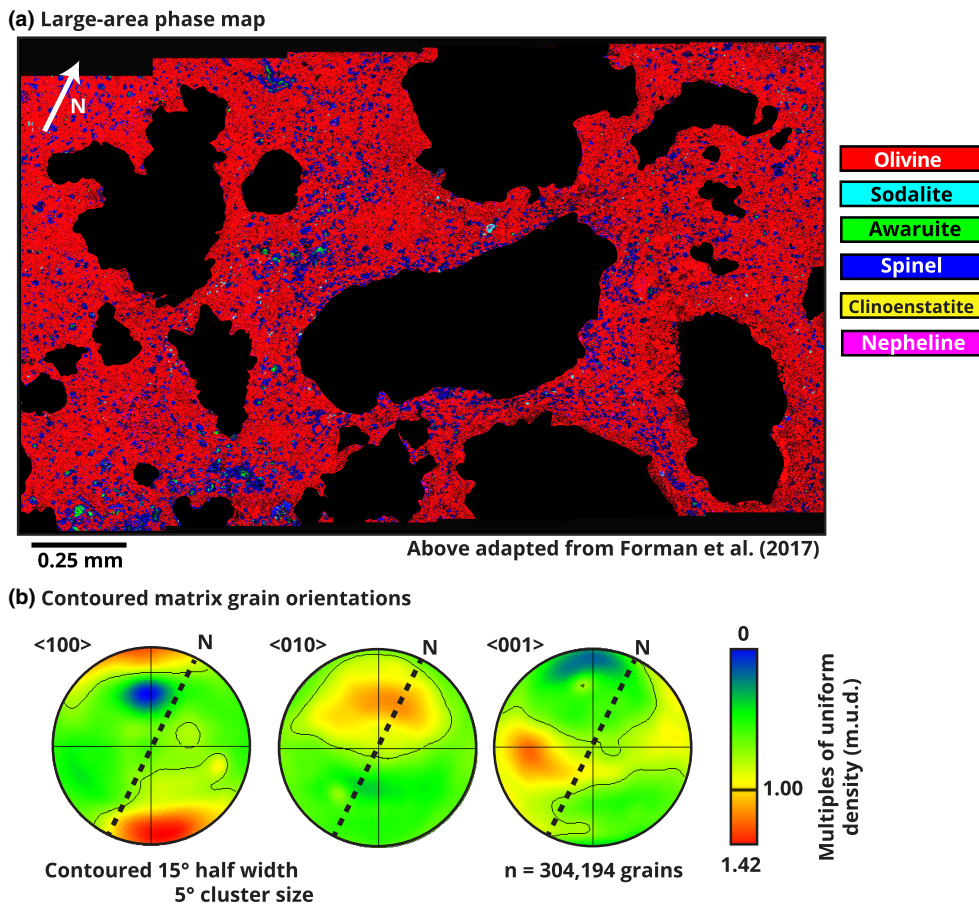 (a) Large-area phase map
N
Olivine
Sodalite
Awaruite
Spinel
Clinoenstatite
Nepheline
0.25 mm
Above adapted from Forman et al. (2017)
(b) Contoured matrix grain orientations
<100> N
<010> N
<001> N
0
1.00
1.42
Multiples of uniform
density (m.u.d.)
Contoured 15° half width
5° cluster size
n = 304,194 grains